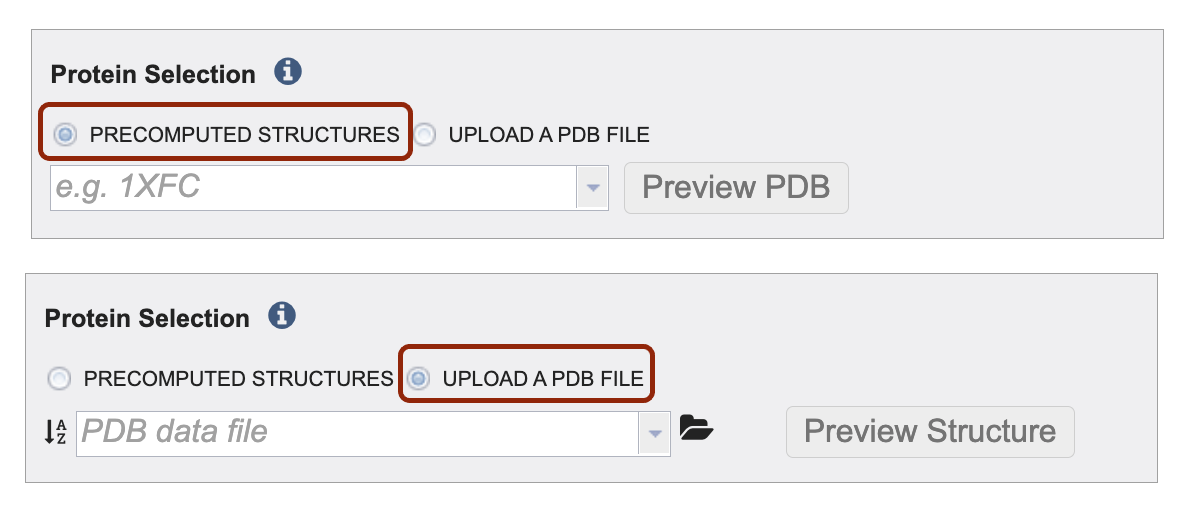 Protein Selection
PRECOMPUTED STRUCTURES UPLOAD A PDB FILE
e.g. 1XFC Preview PDB
Protein Selection
PRECOMPUTED STRUCTURES UPLOAD A PDB FILE
A Z PDB data file Preview Structure